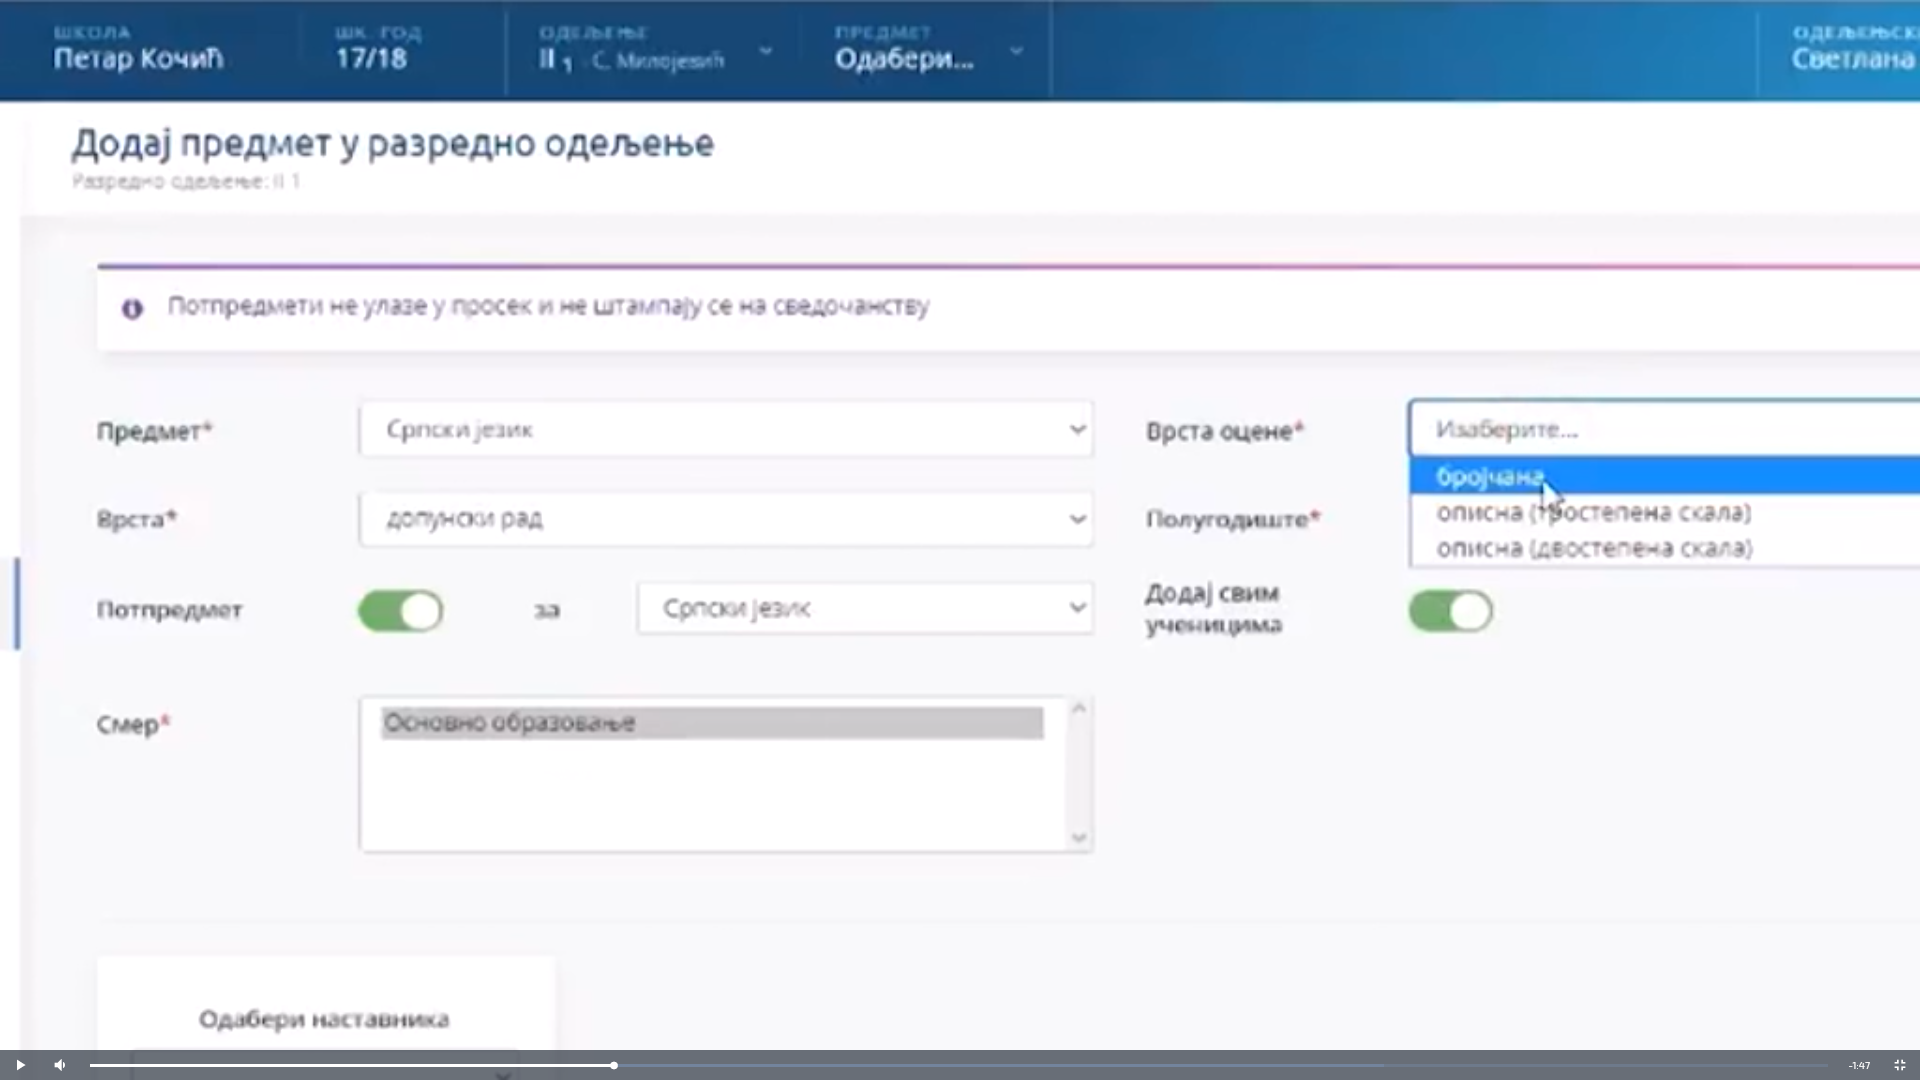 ШКОЛА
Петар Кочић
ШК. ГОД
17/18
ОДЕЉЕЊЕ
II 1 - С. Милојевић
ПРЕДМЕТ
Одабери...
Светлана
Додај предмет у разредно одељење
Разредно одељење: II 1
Потпредмети не улазе у просек и не штампају се на сведочанству
Предмет*
Српски језик
Врста оцене*
Изаберите...
бројчана
Врста*
допунски рад
Полугодиште*
описна (тростепена скала)
описна (двостепена скала)
Потпредмет
за
Српски језик
Додај свим
ученицима
Смер*
Основно образовање
Одабери наставника
-1:47